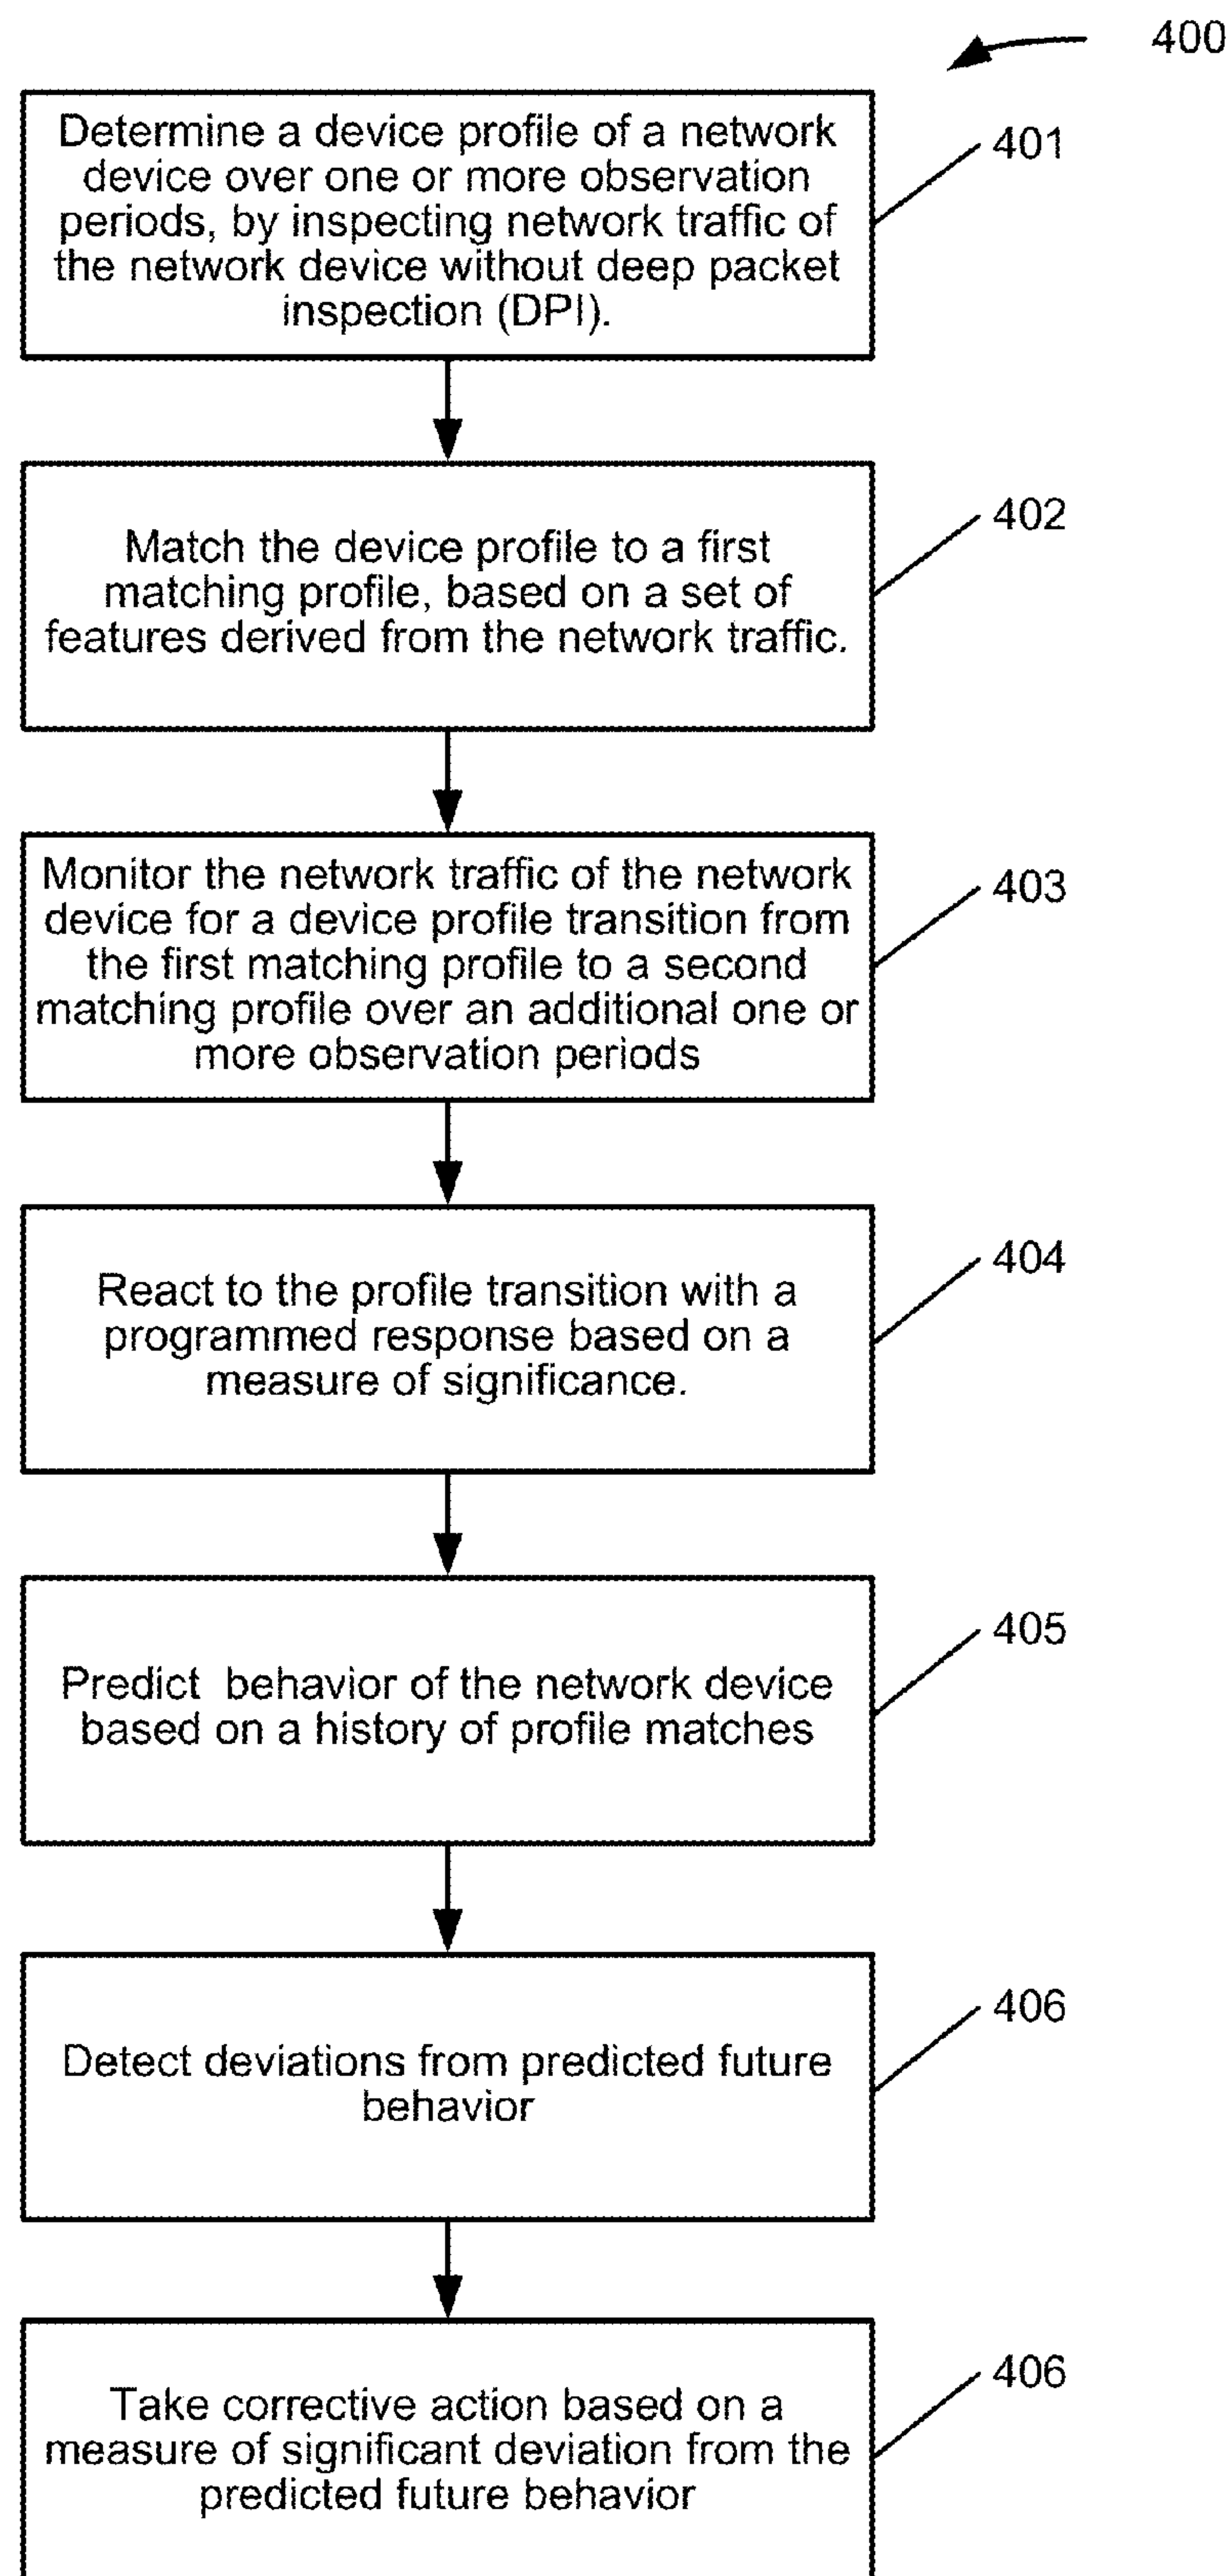 400
Determine a device profile of a network
device over one or more observation
periods, by inspecting network traffic of
the network device without deep packet
inspection (DPI).
401
Match the device profile to a first
matching profile, based on a set of
features derived from the network traffic.
402
Monitor the network traffic of the network
device for a device profile transition from
the first matching profile to a second
matching profile over an additional one or
more observation periods
403
React to the profile transition with a
programmed response based on a
measure of significance.
404
Predict behavior of the network device
based on a history of profile matches
405
Detect deviations from predicted future
behavior
406
Take corrective action based on a
measure of significant deviation from the
predicted future behavior
406